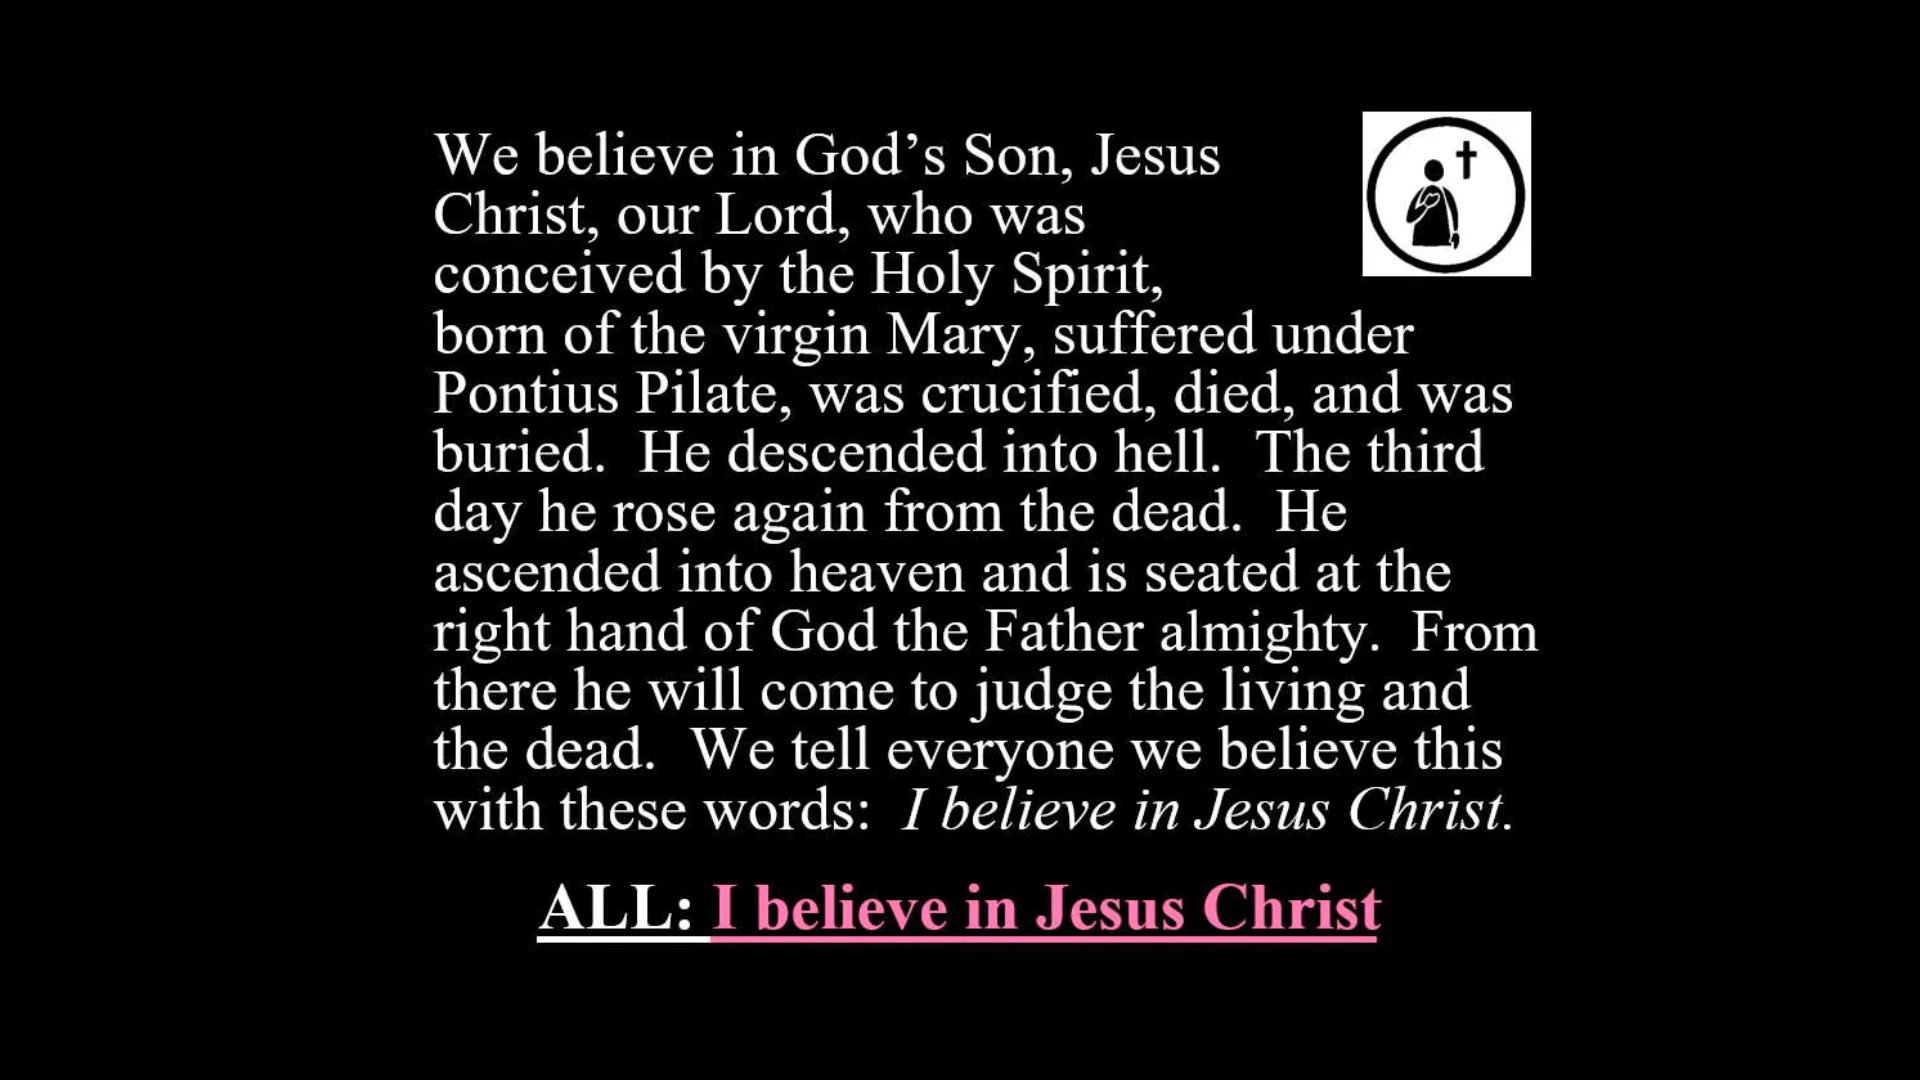 We believe in God’s Son, Jesus
Christ, our Lord, who was
conceived by the Holy Spirit,
born of the virgin Mary, suffered under
Pontius Pilate, was crucified, died, and was
buried.  He descended into hell.  The third
day he rose again from the dead.  He
ascended into heaven and is seated at the
right hand of God the Father almighty.  From
there he will come to judge the living and
the dead.  We tell everyone we believe this
with these words:  I believe in Jesus Christ.
ALL: I believe in Jesus Christ